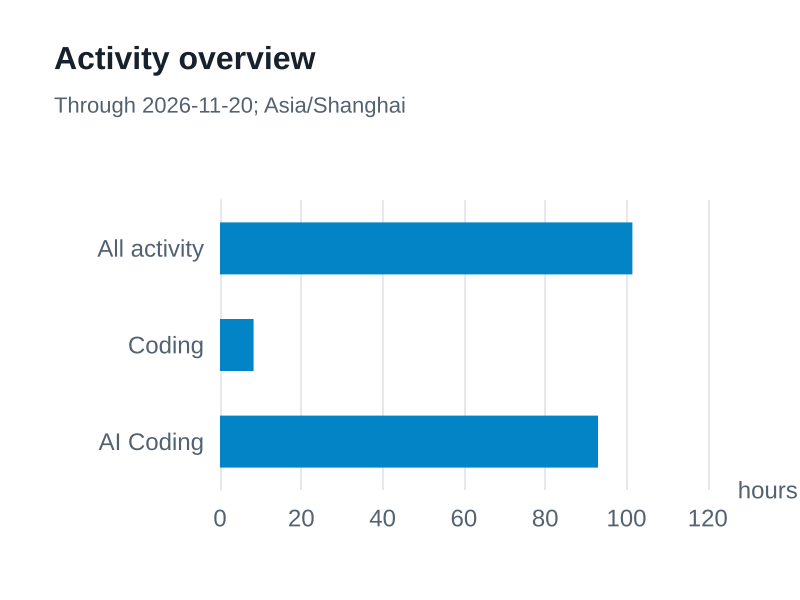 Activity overview
Through 2026-11-20; Asia/Shanghai
All activity
Coding
AI Coding
hours
0 20 40 60 80 100 120